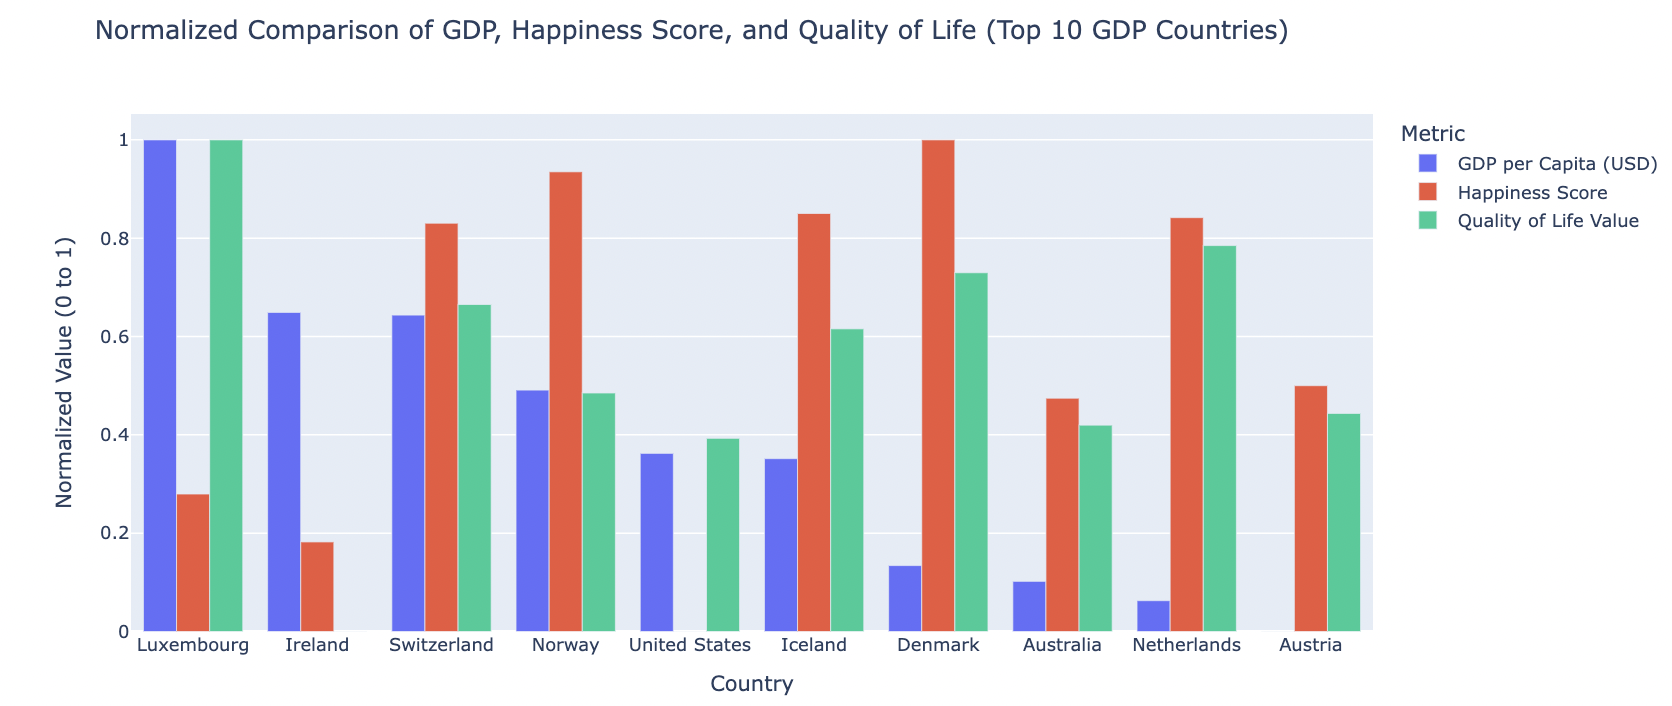 Normalized Comparison of GDP, Happiness Score, and Quality of Life (Top 10 GDP Countries)
Metric
GDP per Capita (USD)
Happiness Score
Quality of Life Value
Normalized Value (0 to 1)
1
0.8
0.6
0.4
0.2
0
Luxembourg Ireland Switzerland Norway United States Iceland Denmark Australia Netherlands Austria
Country